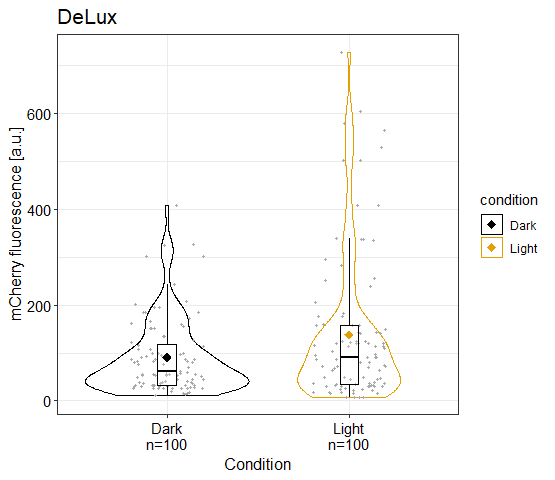 DeLux
mCherry fluorescence [a.u.]
600
400
200
0
Dark
n=100
Light
n=100
Condition
condition
Dark
Light